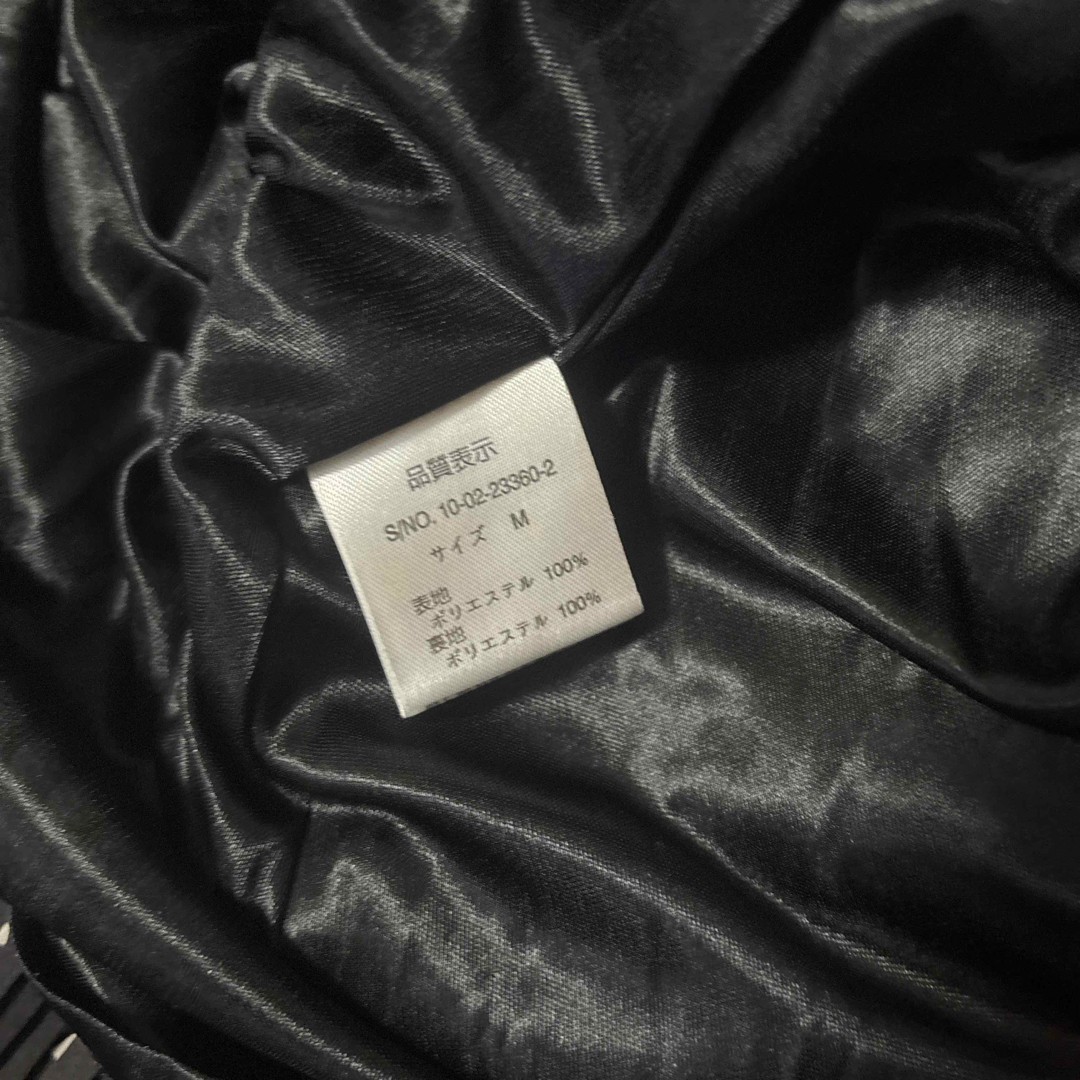 品質表示
S/NO. 10-02-23360-2
サイズ M
表地
ポリエステル 100%
裏地
ポリエステル 100%